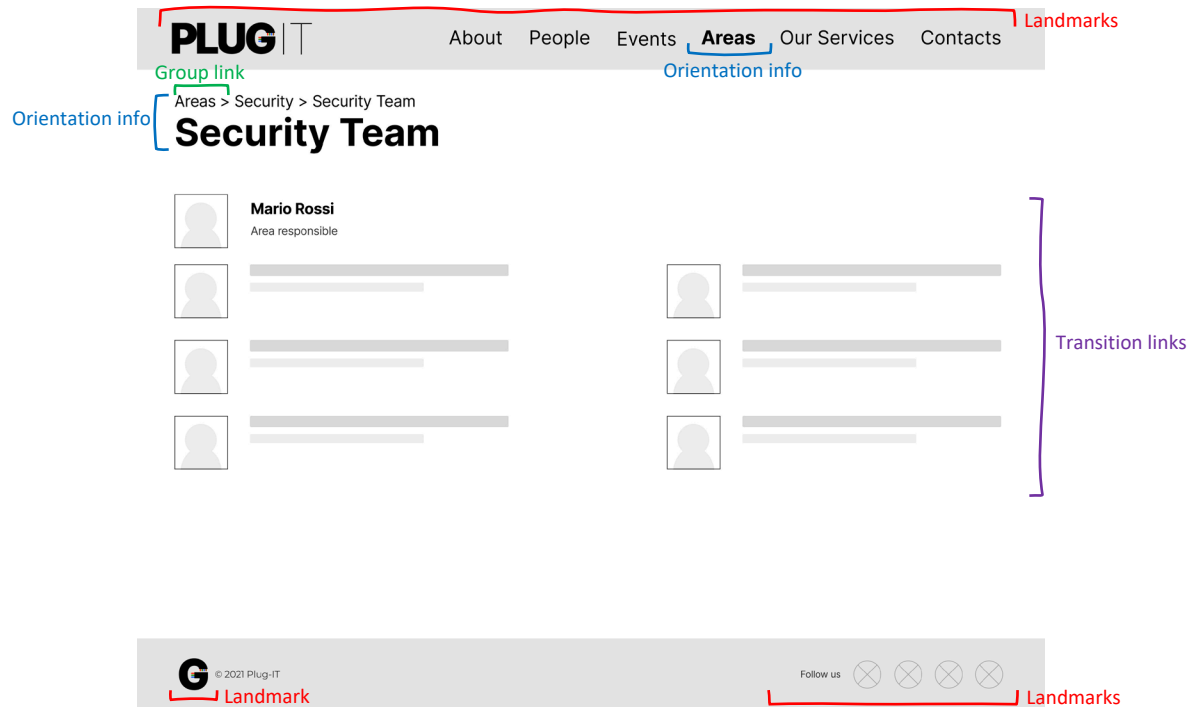 Landmarks
PLUGIT About People Events Areas Our Services Contacts
Group link
Orientation info
Areas > Security > Security Team
Orientation info
Security Team
Mario Rossi
Area responsible
Transition links
G © 2021 Plug-IT
Follow us
Landmark
Landmarks